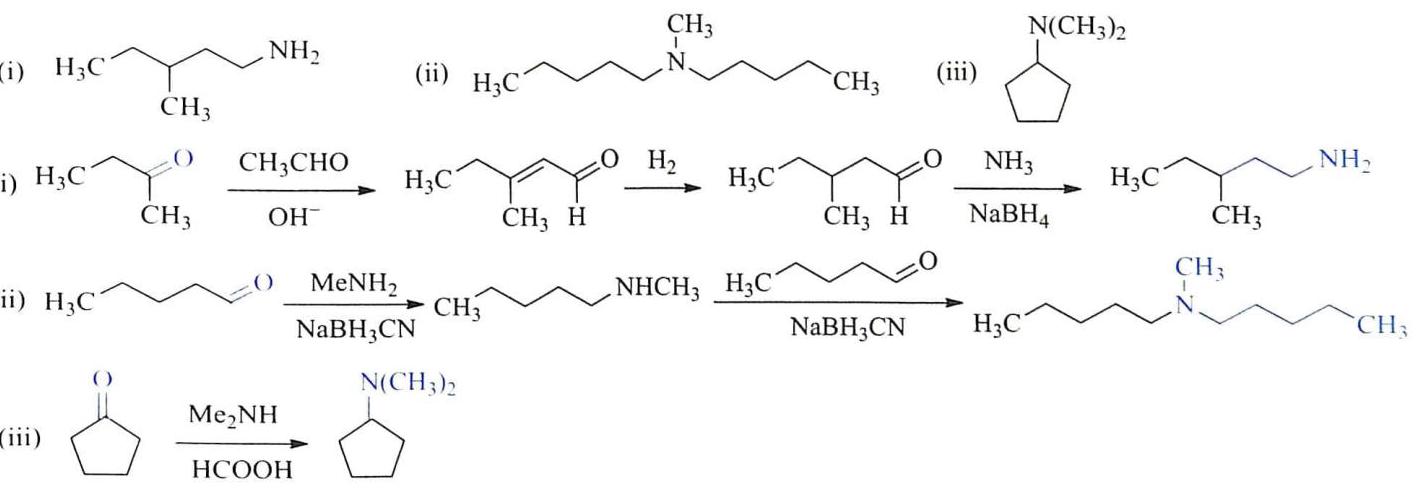 (i) H₃C NH₂ CH₃
(ii) H₃C CH₃ N CH₃
(iii) N(CH₃)₂
i) H₃C O CH₃ CH₃CHO OH⁻ H₃C CH₃ O H H₂ H₃C CH₃ O H NH₃ NaBH₄ H₃C CH₃ NH₂
ii) H₃C O MeNH₂ NaBH₃CN CH₃ NHCH₃ H₃C O NaBH₃CN H₃C CH₃ N CH₃
(iii) O Me₂NH HCOOH N(CH₃)₂